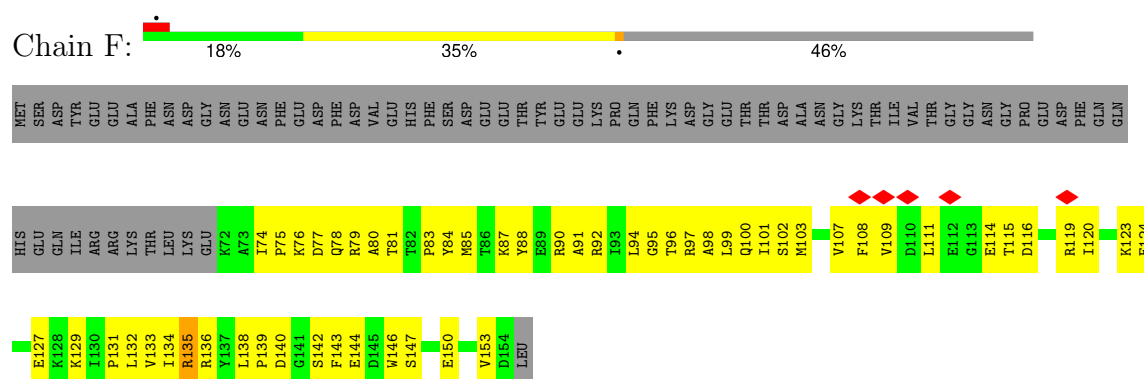 Chain F:
18% 35% • 46%
MET SER ASP TYR GLU GLU ALA PHE ASN ASP GLY ASN GLU ASN PHE GLU ASP PHE ASP VAL GLU HIS PHE SER ASP GLU GLU THR TYR GLU GLU LYS PRO GLN PHE LYS ASP GLY GLU THR THR ASP ALA ASN GLY LYS THR ILE VAL THR GLY GLY ASN GLY PRO GLU ASP PHE GLN GLN
HIS GLU GLN ILE ARG ARG LYS THR LEU LYS GLU K72 A73 I74 P75 K76 D77 Q78 R79 A80 T81 T82 P83 Y84 M85 T86 K87 Y88 E89 R90 A91 R92 I93 L94 G95 T96 R97 A98 L99 Q100 I101 S102 M103 V107 F108 V109 D110 L111 E112 G113 E114 T115 D116 R119 I120 K123
E127 K128 K129 I130 P131 L132 V133 I134 R135 R136 Y137 L138 P139 D140 G141 S142 F143 E144 D145 W146 S147 E150 V153 D154 LEU